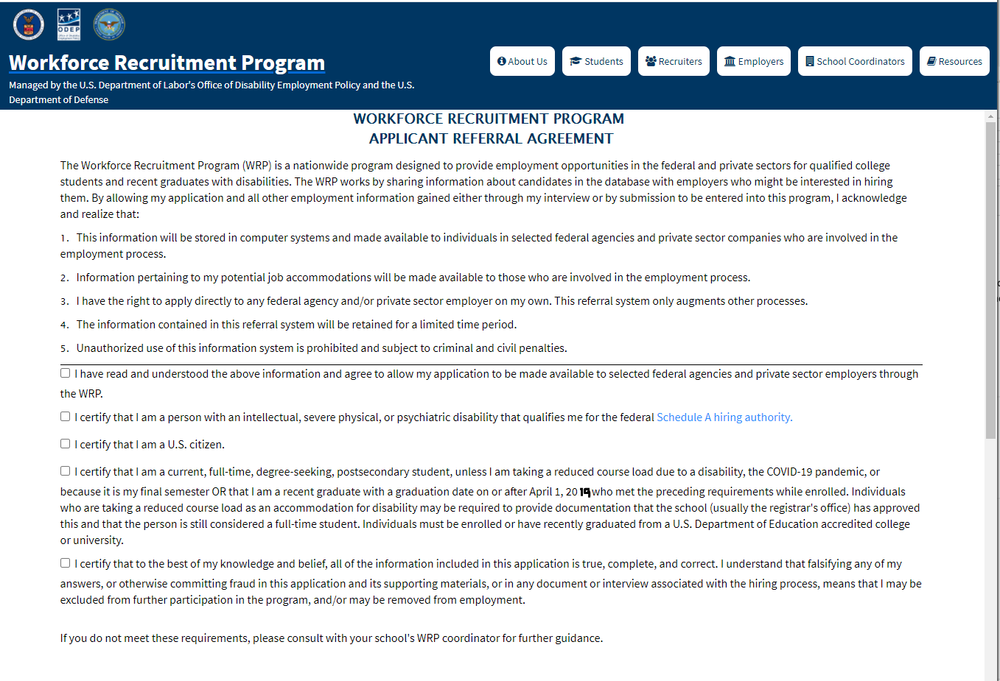 ODEP
Workforce Recruitment Program
Managed by the U.S. Department of Labor's Office of Disability Employment Policy and the U.S.
Department of Defense
About Us
Students
Recruiters
Employers
School Coordinators
Resources
WORKFORCE RECRUITMENT PROGRAM
APPLICANT REFERRAL AGREEMENT
The Workforce Recruitment Program (WRP) is a nationwide program designed to provide employment opportunities in the federal and private sectors for qualified college
students and recent graduates with disabilities. The WRP works by sharing information about candidates in the database with employers who might be interested in hiring
them. By allowing my application and all other employment information gained either through my interview or by submission to be entered into this program, I acknowledge
and realize that:
1. This information will be stored in computer systems and made available to individuals in selected federal agencies and private sector companies who are involved in the
employment process.
2. Information pertaining to my potential job accommodations will be made available to those who are involved in the employment process.
3. I have the right to apply directly to any federal agency and/or private sector employer on my own. This referral system only augments other processes.
4. The information contained in this referral system will be retained for a limited time period.
5. Unauthorized use of this information system is prohibited and subject to criminal and civil penalties.
I have read and understood the above information and agree to allow my application to be made available to selected federal agencies and private sector employers through
the WRP.
I certify that I am a person with an intellectual, severe physical, or psychiatric disability that qualifies me for the federal Schedule A hiring authority.
I certify that I am a U.S. citizen.
I certify that I am a current, full-time, degree-seeking, postsecondary student, unless I am taking a reduced course load due to a disability, the COVID-19 pandemic, or
because it is my final semester OR that I am a recent graduate with a graduation date on or after April 1, 2019 who met the preceding requirements while enrolled. Individuals
who are taking a reduced course load as an accommodation for disability may be required to provide documentation that the school (usually the registrar's office) has approved
this and that the person is still considered a full-time student. Individuals must be enrolled or have recently graduated from a U.S. Department of Education accredited college
or university.
I certify that to the best of my knowledge and belief, all of the information included in this application is true, complete, and correct. I understand that falsifying any of my
answers, or otherwise committing fraud in this application and its supporting materials, or in any document or interview associated with the hiring process, means that I may be
excluded from further participation in the program, and/or may be removed from employment.
If you do not meet these requirements, please consult with your school's WRP coordinator for further guidance.